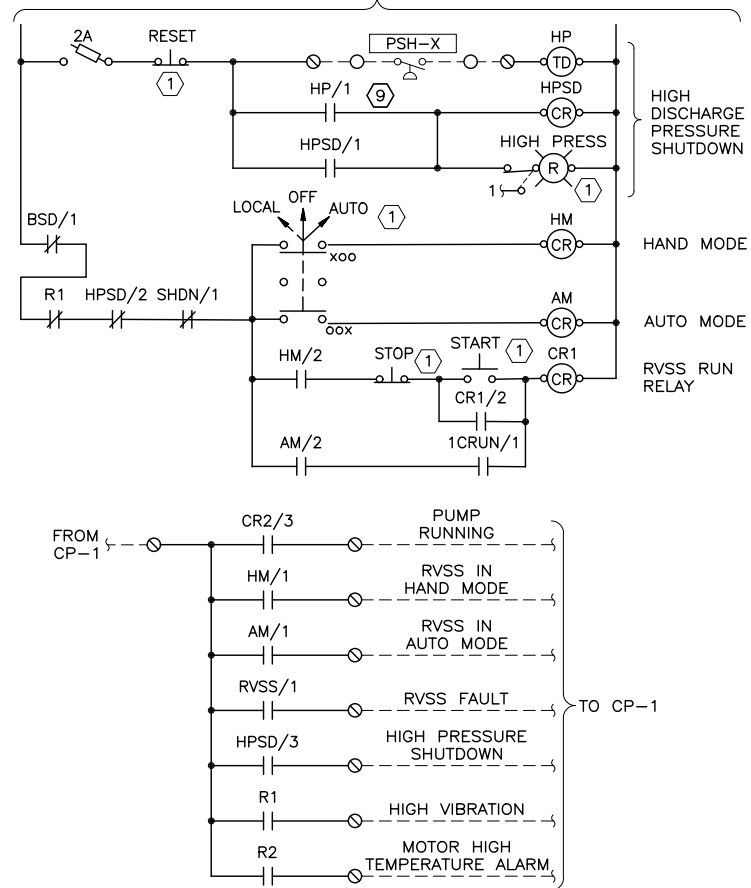 2A RESET PSH-X HP
1 TD
HPSD
HP/1 9 CR
HIGH
DISCHARGE
PRESSURE
SHUTDOWN
HPSD/1 HIGH PRESS
R 1
1
OFF
LOCAL AUTO 1
BSD/1 HM
XOO CR HAND MODE
R1 HPSD/2 SHDN/1 AM
OOX CR AUTO MODE
HM/2 STOP 1 START 1 CR1
CR RVSS RUN
RELAY
CR1/2
AM/2 1CRUN/1
FROM
CP-1
CR2/3 PUMP
RUNNING
HM/1 RVSS IN
HAND MODE
AM/1 RVSS IN
AUTO MODE
RVSS/1 RVSS FAULT
TO CP-1
HPSD/3 HIGH PRESSURE
SHUTDOWN
R1 HIGH VIBRATION
R2 MOTOR HIGH
TEMPERATURE ALARM